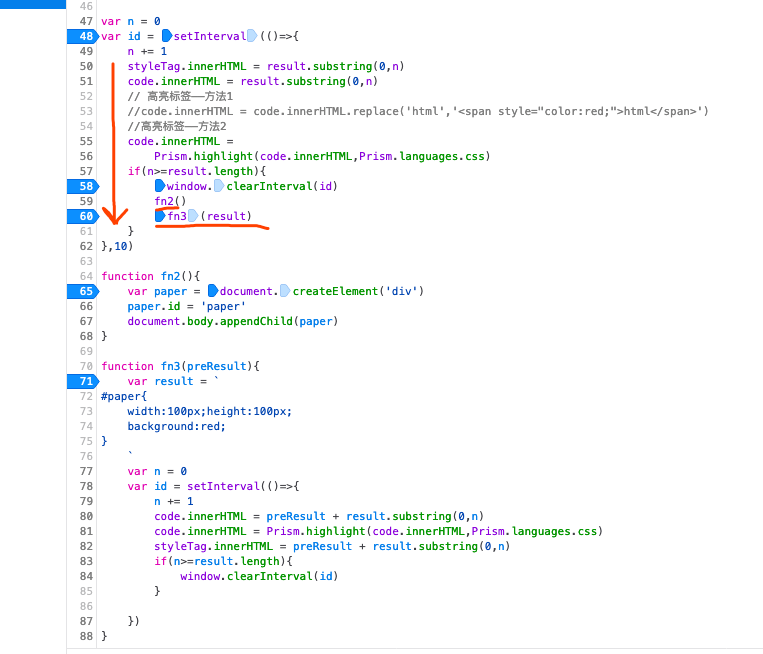 46
47 var n = 0
48 var id = setInterval(()=>{
49     n += 1
50     styleTag.innerHTML = result.substring(0,n)
51     code.innerHTML = result.substring(0,n)
52     // 高亮标签——方法1
53     //code.innerHTML = code.innerHTML.replace('html','<span style="color:red;">html</span>')
54     //高亮标签——方法2
55     code.innerHTML =
56         Prism.highlight(code.innerHTML,Prism.languages.css)
57     if(n>=result.length){
58         window.clearInterval(id)
59         fn2()
60         fn3(result)
61     }
62 },10)
63
64 function fn2(){
65     var paper = document.createElement('div')
66     paper.id = 'paper'
67     document.body.appendChild(paper)
68 }
69
70 function fn3(preResult){
71     var result = `
72 #paper{
73     width:100px;height:100px;
74     background:red;
75 }
76     `
77     var n = 0
78     var id = setInterval(()=>{
79         n += 1
80         code.innerHTML = preResult + result.substring(0,n)
81         code.innerHTML = Prism.highlight(code.innerHTML,Prism.languages.css)
82         styleTag.innerHTML = preResult + result.substring(0,n)
83         if(n>=result.length){
84             window.clearInterval(id)
85         }
86
87     })
88 }